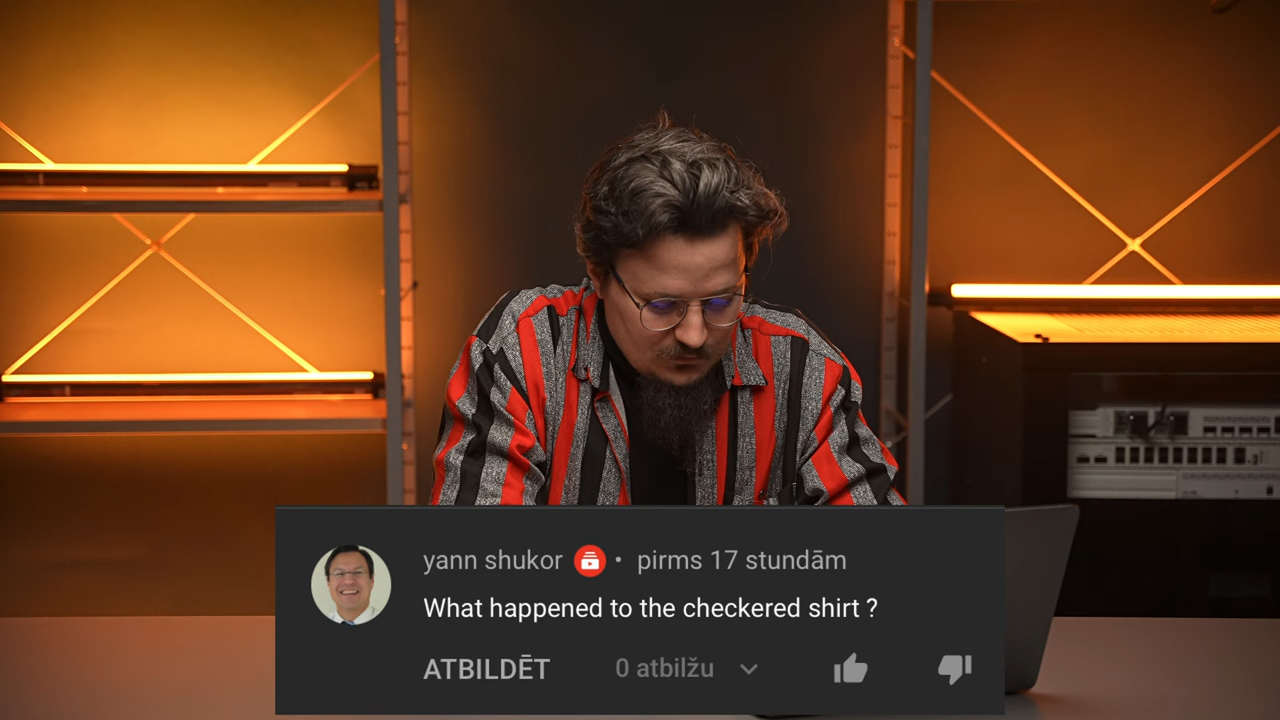 yann shukor • pirms 17 stundām
What happened to the checkered shirt ?
ATBILDĒT 0 atbilžu